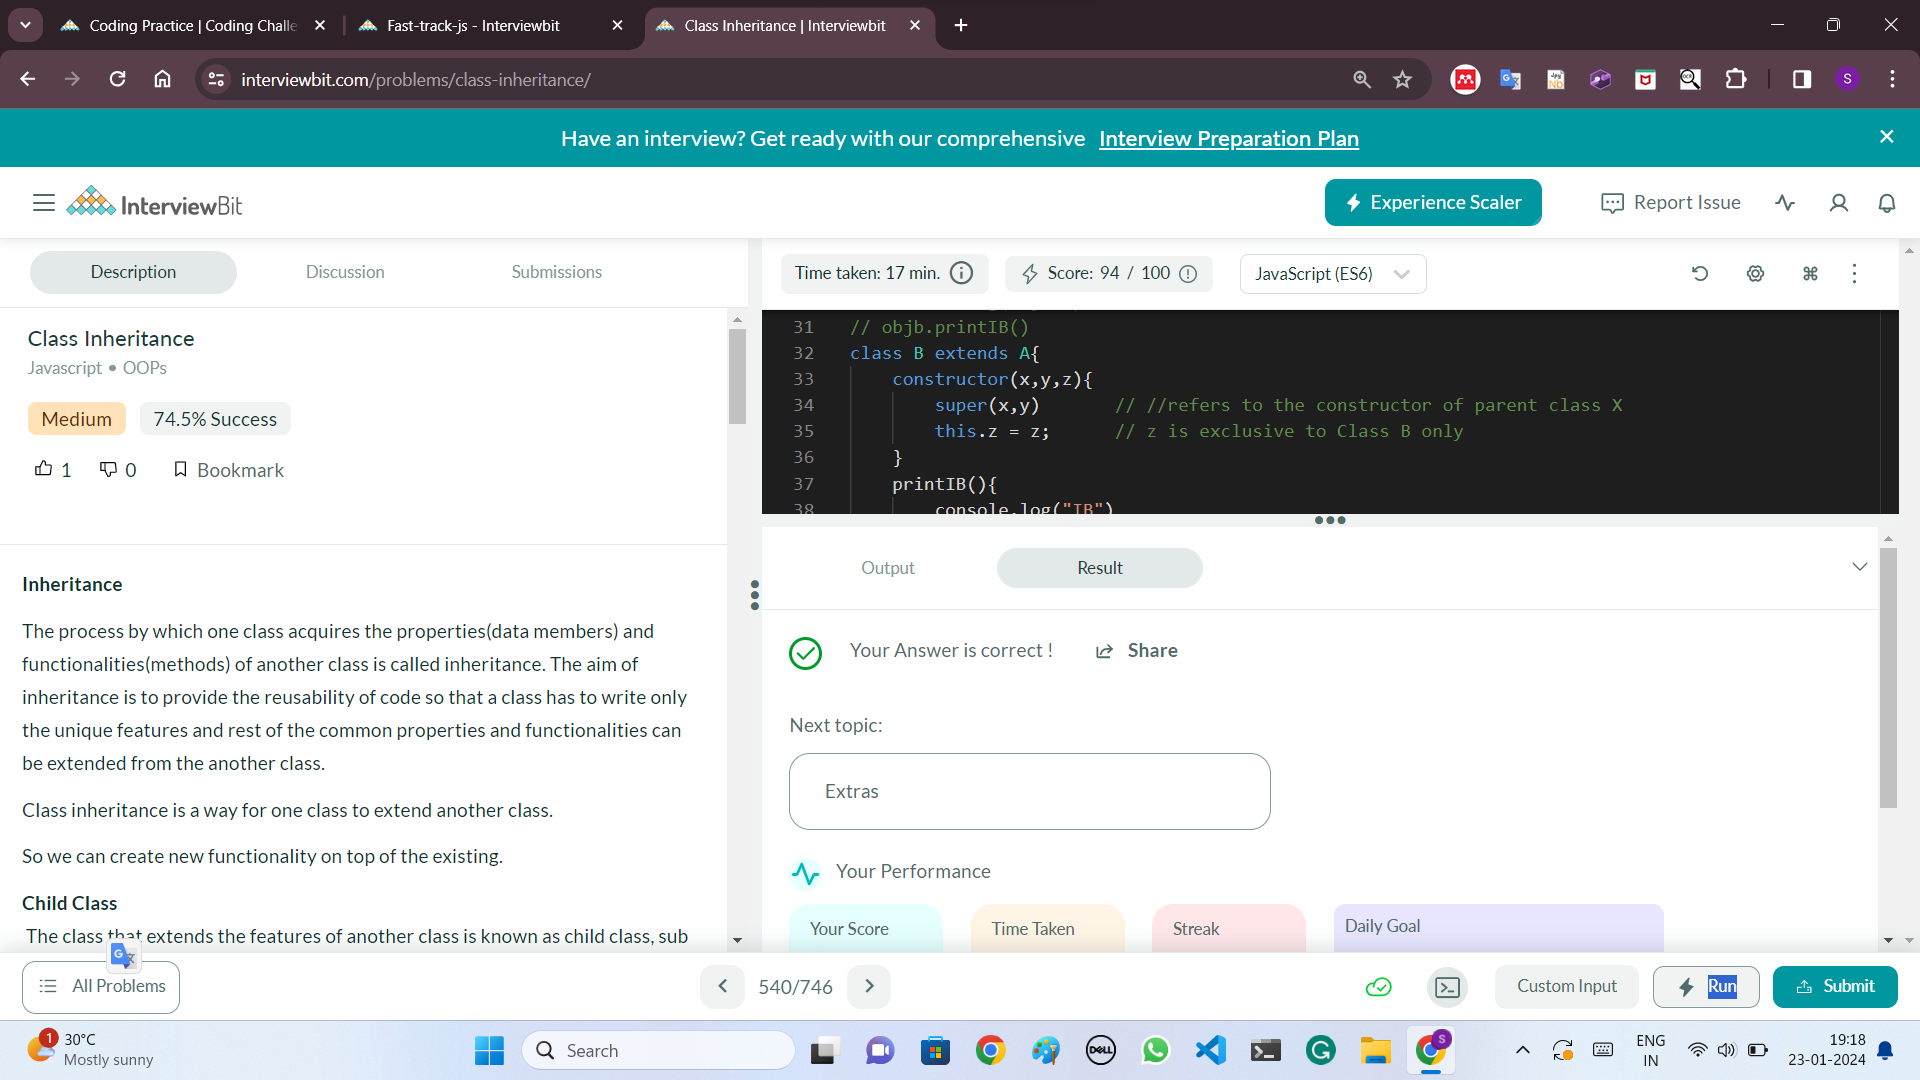 Coding Practice | Coding Challe
Fast-track-js - Interviewbit
Class Inheritance | Interviewbit
interviewbit.com/problems/class-inheritance/
S
Have an interview? Get ready with our comprehensive Interview Preparation Plan
InterviewBit
Experience Scaler
Report Issue
Description
Discussion
Submissions
Time taken: 17 min.
Score: 94 / 100
JavaScript (ES6)
Class Inheritance
Javascript • OOPs
Medium
74.5% Success
1
0
Bookmark
Inheritance
The process by which one class acquires the properties(data members) and
functionalities(methods) of another class is called inheritance. The aim of
inheritance is to provide the reusability of code so that a class has to write only
the unique features and rest of the common properties and functionalities can
be extended from the another class.
Class inheritance is a way for one class to extend another class.
So we can create new functionality on top of the existing.
Child Class
The class that extends the features of another class is known as child class, sub
31 // objb.printIB()
32 class B extends A{
33 constructor(x,y,z){
34 super(x,y) // //refers to the constructor of parent class X
35 this.z = z; // z is exclusive to Class B only
36 }
37 printIB(){
38 console.log("IB")
Output
Result
Your Answer is correct !
Share
Next topic:
Extras
Your Performance
Your Score
Time Taken
Streak
Daily Goal
All Problems
540/746
Custom Input
Run
Submit
1
30°C
Mostly sunny
Search
DELL
S
ENG
IN
19:18
23-01-2024